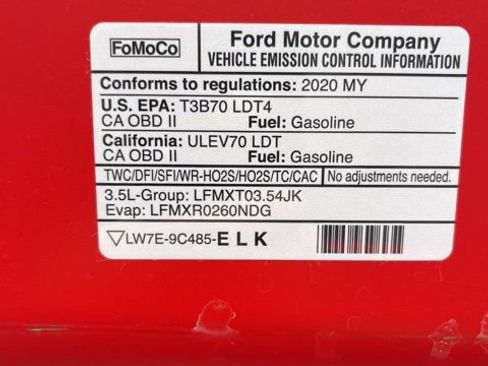 FoMoCo
Ford Motor Company
VEHICLE EMISSION CONTROL INFORMATION
Conforms to regulations: 2020 MY
U.S. EPA: T3B70 LDT4
CA OBD II Fuel: Gasoline
California: ULEV70 LDT
CA OBD II Fuel: Gasoline
TWC/DFI/SFI/WR-HO2S/HO2S/TC/CAC No adjustments needed.
3.5L-Group: LFMXT03.54JK
Evap: LFMXR0260NDG
LW7E-9C485-E L K